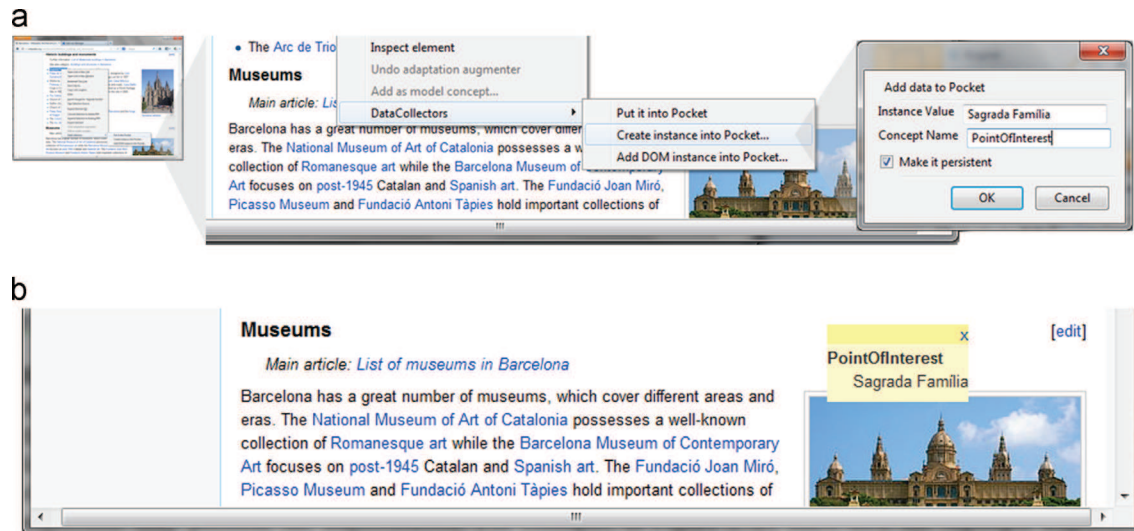 a
• The Arc de Trio
Museums
Main article: Lis
Barcelona has a great number of museums, which cover differ
eras. The National Museum of Art of Catalonia possesses a w
collection of Romanesque art while the Barcelona Museum of Contemporary
Art focuses on post-1945 Catalan and Spanish art. The Fundació Joan Miró,
Picasso Museum and Fundació Antoni Tàpies hold important collections of
Inspect element
Undo adaptation augmenter
Add as model concept...
DataCollectors
Put it into Pocket
Create instance into Pocket...
Add DOM instance into Pocket...
Add data to Pocket
Instance Value Sagrada Família
Concept Name PointOfInterest
Make it persistent
OK Cancel
b
Museums
[edit]
Main article: List of museums in Barcelona
x
PointOfInterest
Sagrada Família
Barcelona has a great number of museums, which cover different areas and
eras. The National Museum of Art of Catalonia possesses a well-known
collection of Romanesque art while the Barcelona Museum of Contemporary
Art focuses on post-1945 Catalan and Spanish art. The Fundació Joan Miró,
Picasso Museum and Fundació Antoni Tàpies hold important collections of